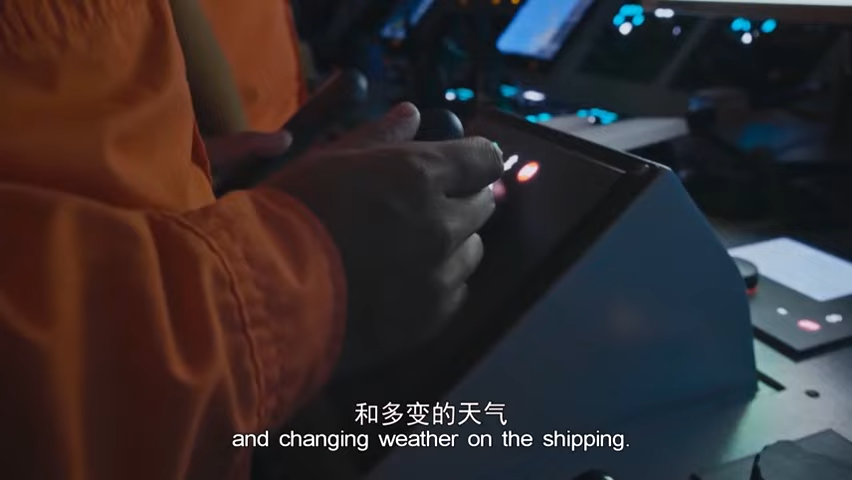 和多变的天气
and changing weather on the shipping.